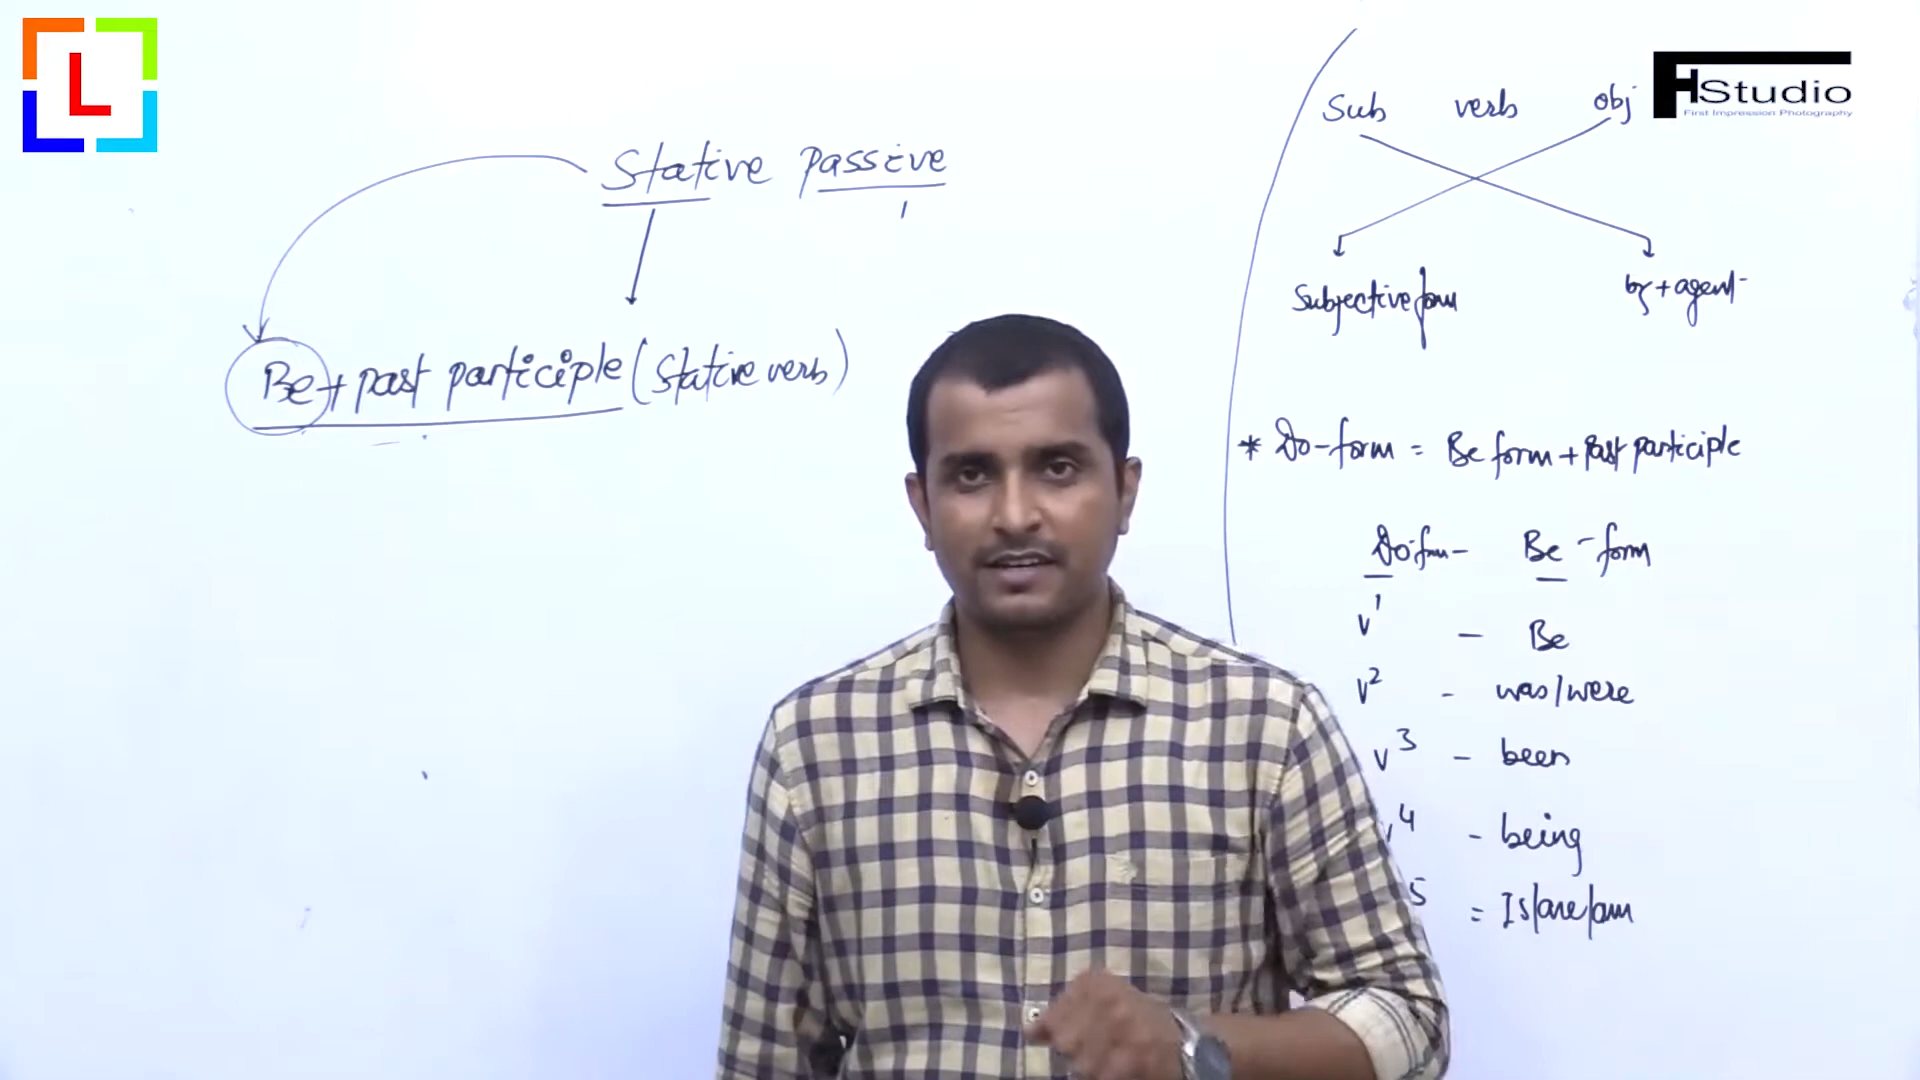 L
Stative passive
Be + past participle (Stative verb)
Sub verb obj
HStudio
First Impression Photography
Subjective form by + agent
* Do-form = Be form + Past participle
Do-form - Be - form
V1 - Be
V2 - was/were
V3 - been
4 - being
5 = Is/are/am